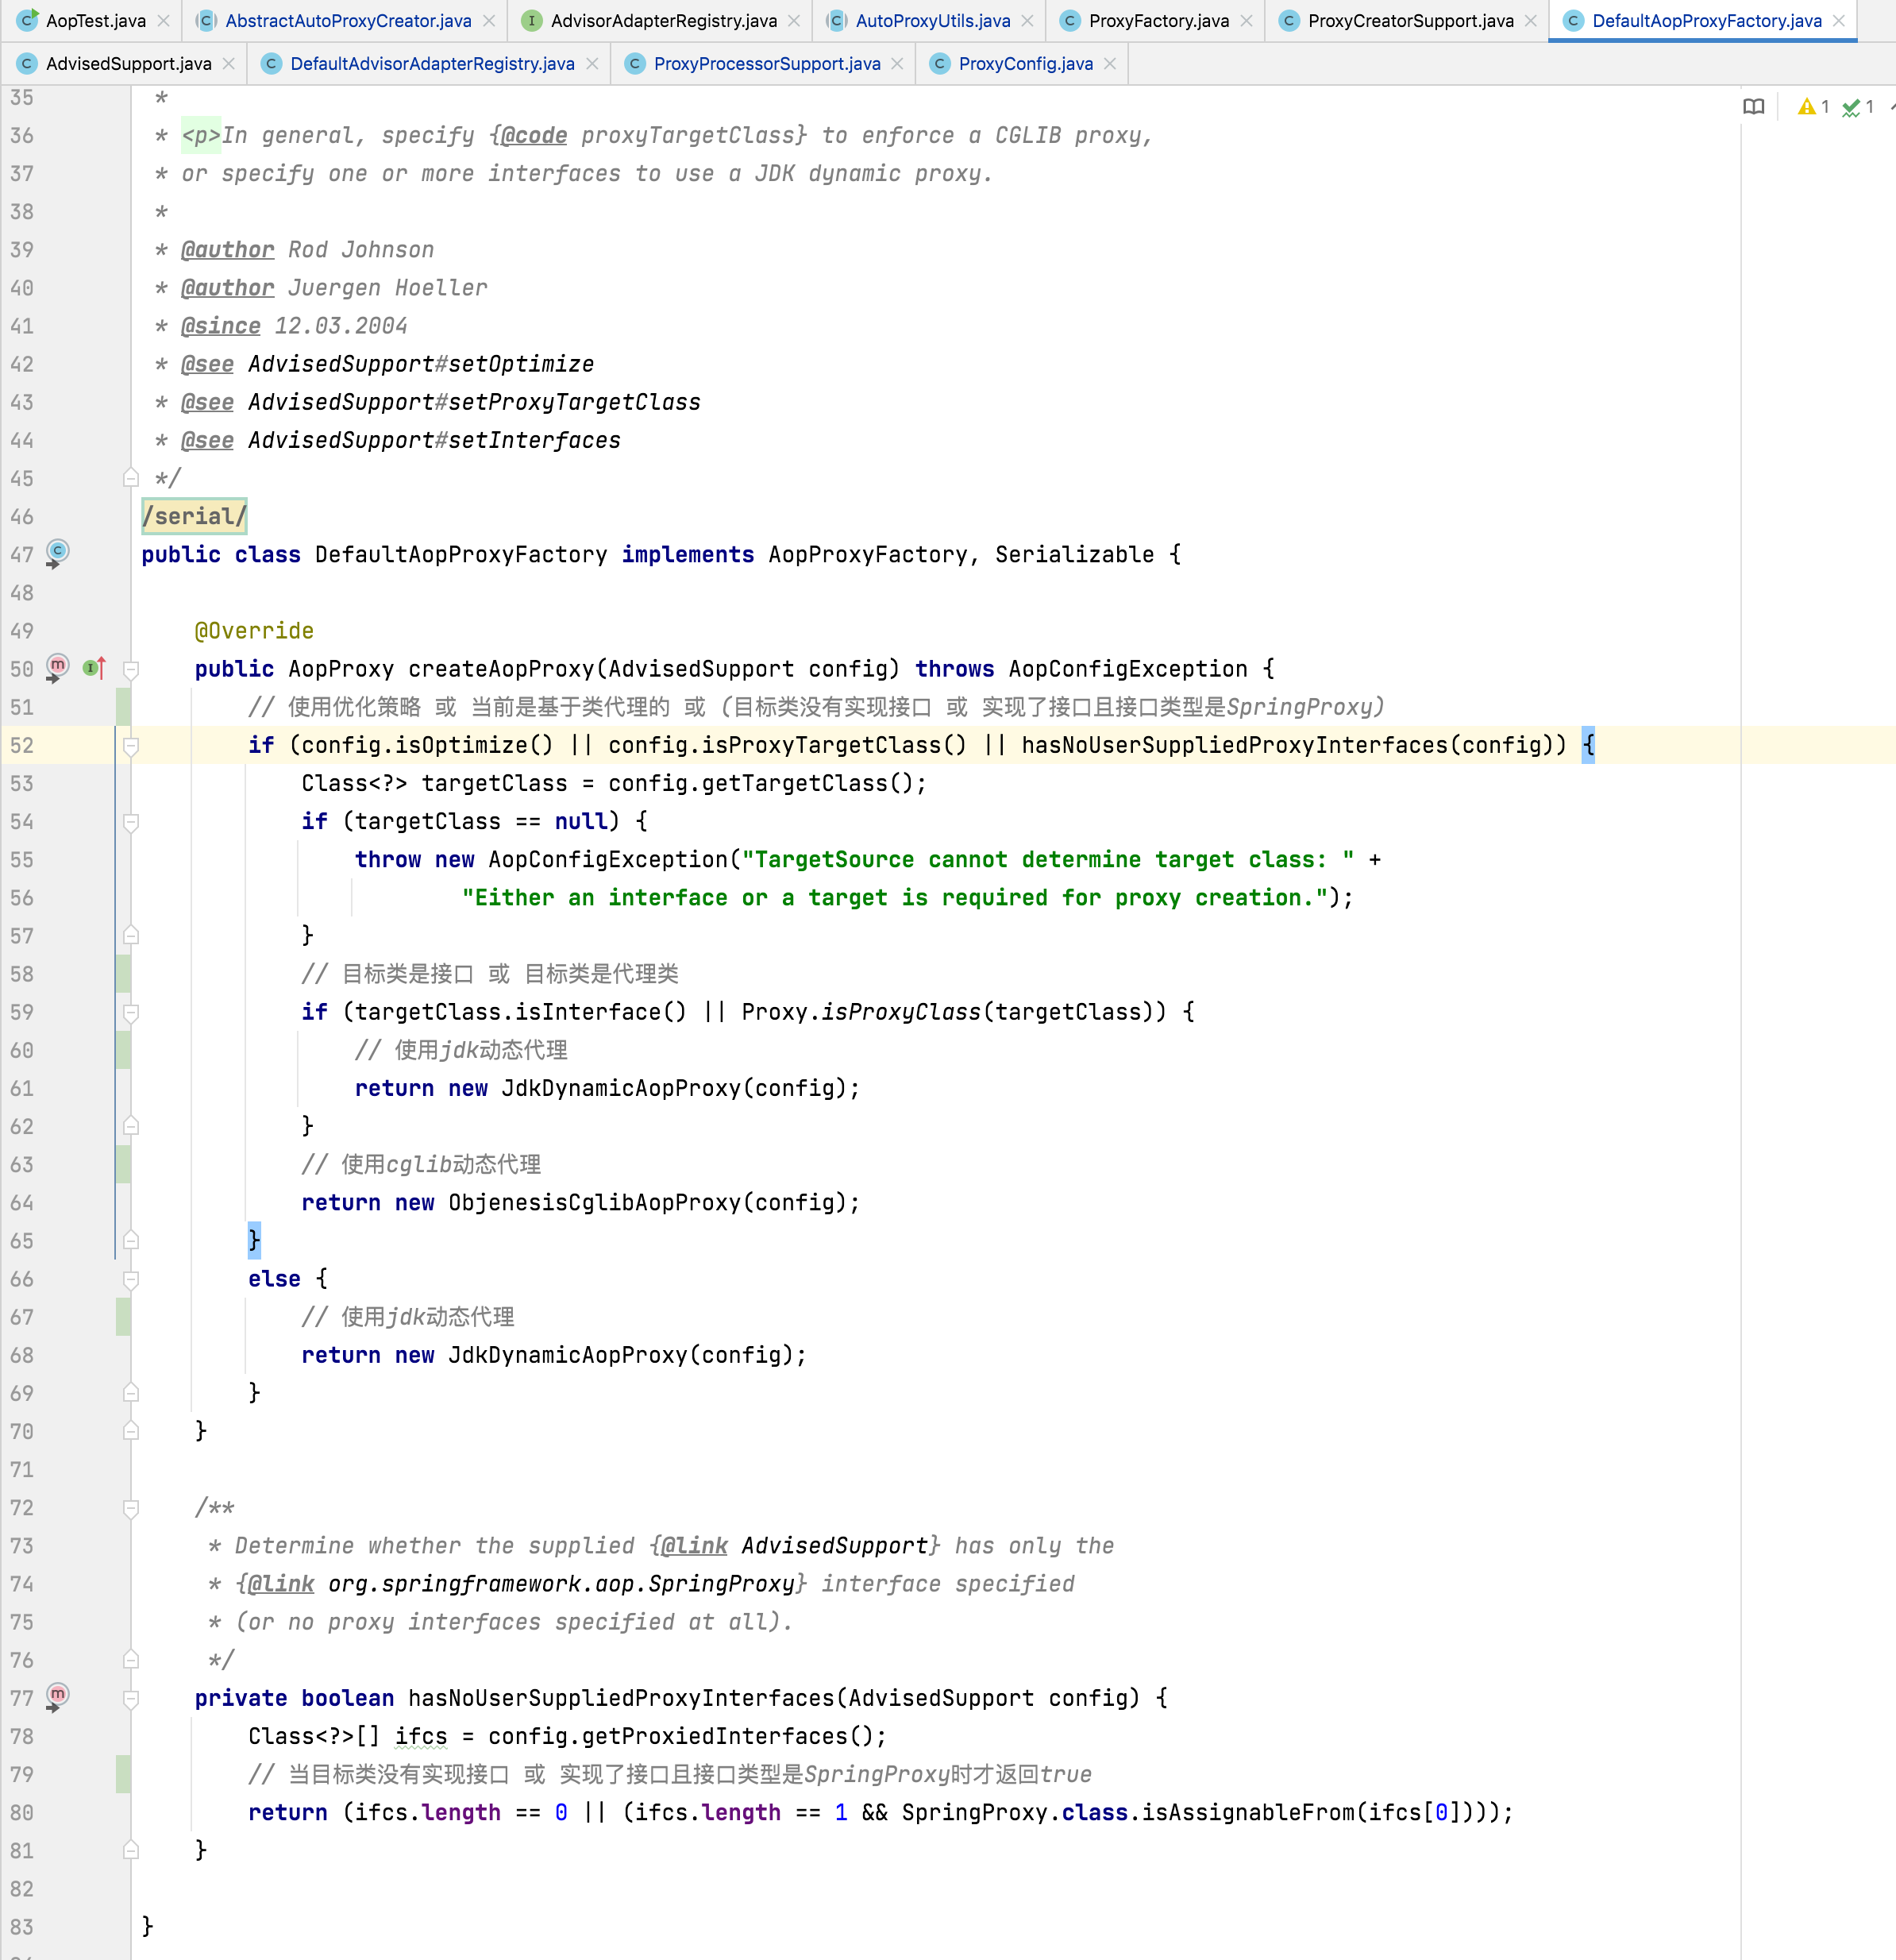 AopTest.java AbstractAutoProxyCreator.java AdvisorAdapterRegistry.java AutoProxyUtils.java ProxyFactory.java ProxyCreatorSupport.java DefaultAopProxyFactory.java
AdvisedSupport.java DefaultAdvisorAdapterRegistry.java ProxyProcessorSupport.java ProxyConfig.java
1 1
35 *
36 * <p>In general, specify {@code proxyTargetClass} to enforce a CGLIB proxy,
37 * or specify one or more interfaces to use a JDK dynamic proxy.
38 *
39 * @author Rod Johnson
40 * @author Juergen Hoeller
41 * @since 12.03.2004
42 * @see AdvisedSupport#setOptimize
43 * @see AdvisedSupport#setProxyTargetClass
44 * @see AdvisedSupport#setInterfaces
45 */
46 /serial/
47 public class DefaultAopProxyFactory implements AopProxyFactory, Serializable {
48
49 @Override
50 public AopProxy createAopProxy(AdvisedSupport config) throws AopConfigException {
51 // 使用优化策略 或 当前是基于类代理的 或 (目标类没有实现接口 或 实现了接口且接口类型是SpringProxy)
52 if (config.isOptimize() || config.isProxyTargetClass() || hasNoUserSuppliedProxyInterfaces(config)) {
53 Class<?> targetClass = config.getTargetClass();
54 if (targetClass == null) {
55 throw new AopConfigException("TargetSource cannot determine target class: " +
56 "Either an interface or a target is required for proxy creation.");
57 }
58 // 目标类是接口 或 目标类是代理类
59 if (targetClass.isInterface() || Proxy.isProxyClass(targetClass)) {
60 // 使用jdk动态代理
61 return new JdkDynamicAopProxy(config);
62 }
63 // 使用cglib动态代理
64 return new ObjenesisCglibAopProxy(config);
65 }
66 else {
67 // 使用jdk动态代理
68 return new JdkDynamicAopProxy(config);
69 }
70 }
71
72 /**
73 * Determine whether the supplied {@link AdvisedSupport} has only the
74 * {@link org.springframework.aop.SpringProxy} interface specified
75 * (or no proxy interfaces specified at all).
76 */
77 private boolean hasNoUserSuppliedProxyInterfaces(AdvisedSupport config) {
78 Class<?>[] ifcs = config.getProxiedInterfaces();
79 // 当目标类没有实现接口 或 实现了接口且接口类型是SpringProxy时才返回true
80 return (ifcs.length == 0 || (ifcs.length == 1 && SpringProxy.class.isAssignableFrom(ifcs[0])));
81 }
82
83 }